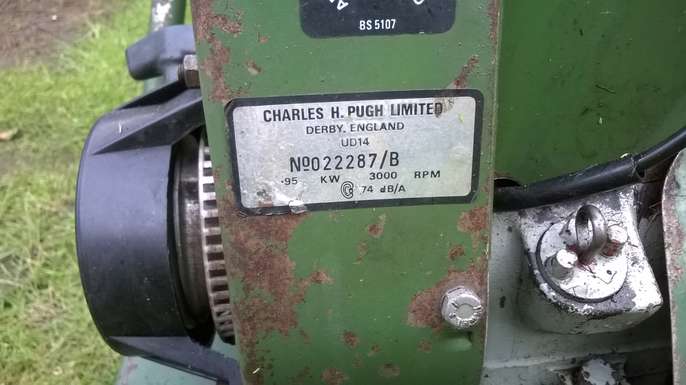 BS 5107
CHARLES H. PUGH LIMITED
DERBY, ENGLAND
UD14
Nº022287/B
·95 KW 3000 RPM
74 dB/A